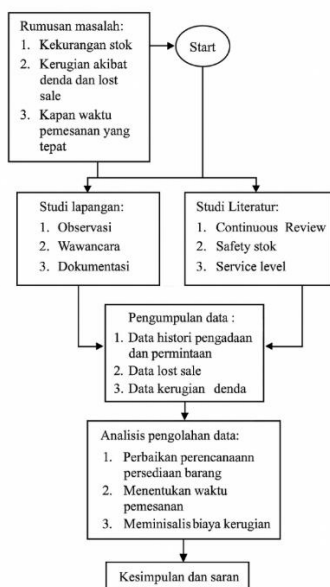 Rumusan masalah:
1. Kekurangan stok
2. Kerugian akibat
denda dan lost
sale
3. Kapan waktu
pemesanan yang
tepat
Start
Studi lapangan:
1. Observasi
2. Wawancara
3. Dokumentasi
Studi Literatur:
1. Continuous Review
2. Safety stok
3. Service level
Pengumpulan data :
1. Data histori pengadaan
dan permintaan
2. Data lost sale
3. Data kerugian denda
Analisis pengolahan data:
1. Perbaikan perencanaann
persediaan barang
2. Menentukan waktu
pemesanan
3. Meminisalis biaya kerugian
Kesimpulan dan saran